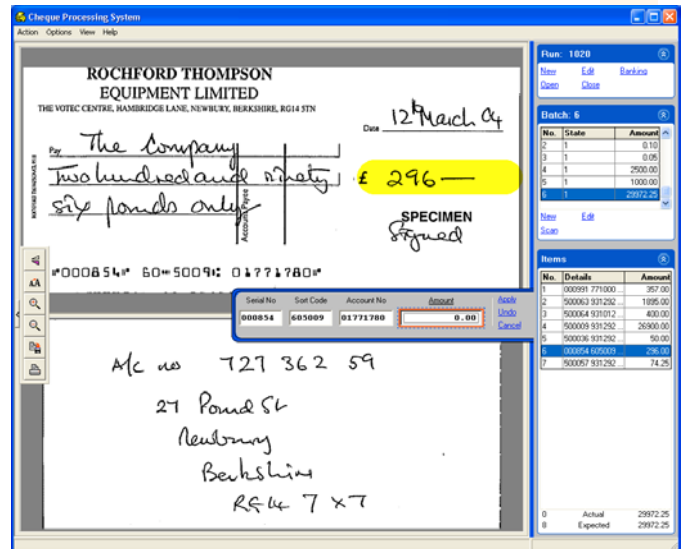 Cheque Processing System
Action Options View Help
ROCHFORD THOMPSON
EQUIPMENT LIMITED
THE VOTEC CENTRE, HAMBRIDGE LANE, NEWBURY, BERKSHIRE, RG14 5TN
Date 12th March 04
Pay The Company
Two hundred and ninety
£ 296—
six pounds only
Account Payee
SPECIMEN
Signed
⑈000854⑈ 60⑉5009⑆ 01771780⑈
Serial No Sort Code Account No Amount Apply
Undo
000854 605009 01771780 0.00
Cancel
A/c no 727 362 59
27 Pound St
Newbury
Berkshire
RG14 7X7
Run: 1020
New Edit Banking
Open Close
Batch: 6
No. State Amount
2 1 0.10
3 1 0.05
4 1 2500.00
5 1 1000.00
6 1 29972.25
New Edit
Scan
Items
No. Details Amount
1 000991 771000 ... 357.00
2 500063 931292 ... 1895.00
3 500064 931012 ... 400.00
4 500009 931292 ... 26900.00
5 500036 931292 ... 50.00
6 000854 605009 ... 296.00
7 500057 931292 ... 74.25
0 Actual 29972.25
8 Expected 29972.25